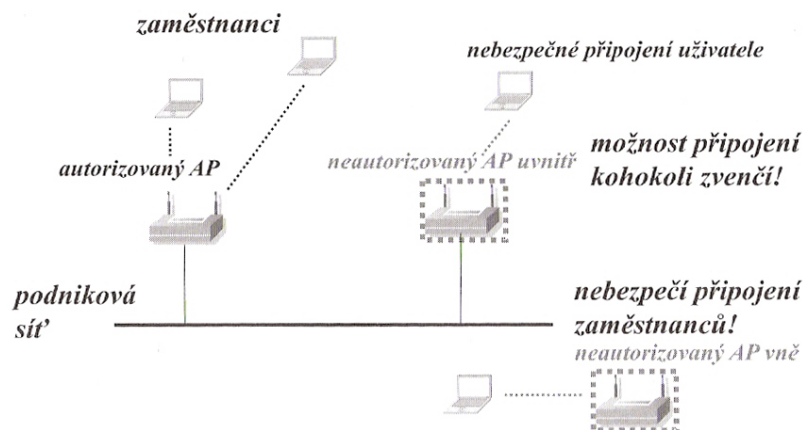 zaměstnanci
nebezpečné připojení uživatele
autorizovaný AP
neautorizovaný AP uvnitř
možnost připojení
kohokoli zvenčí!
podniková
síť
nebezpečí připojení
zaměstnanců!
neautorizovaný AP vně